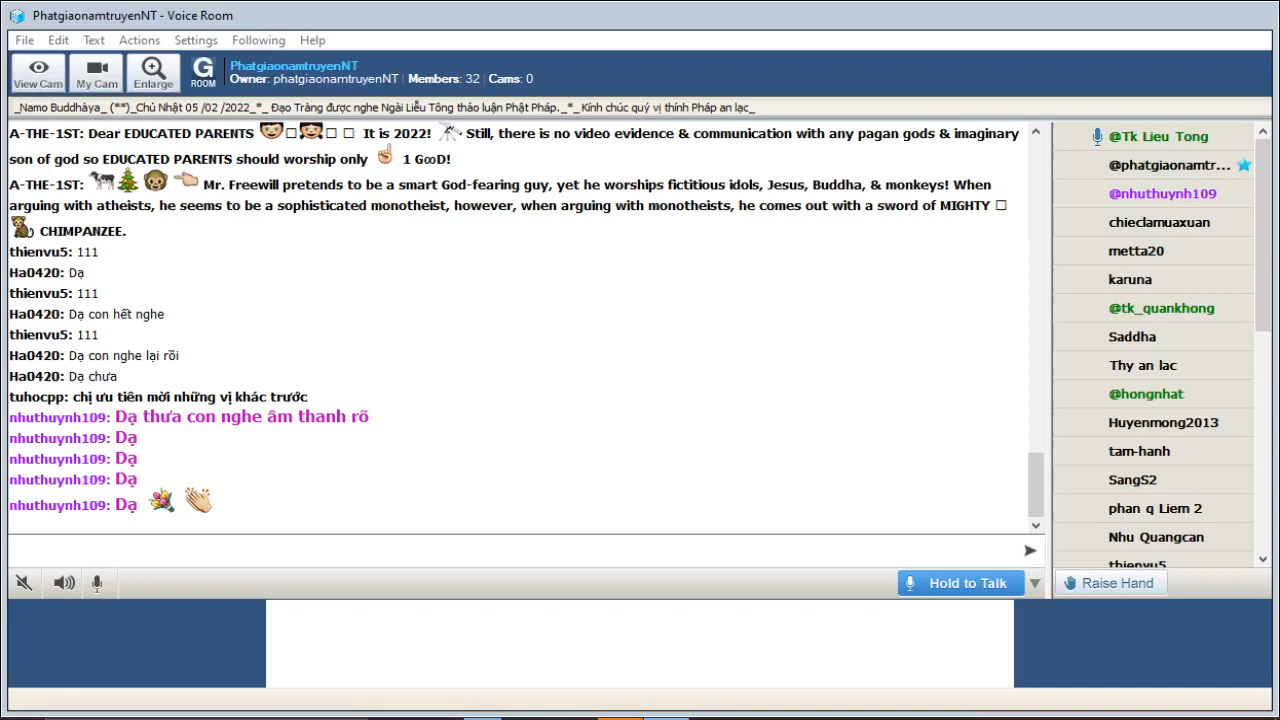 PhatgiaonamtruyenNT - Voice Room
File Edit Text Actions Settings Following Help
View Cam My Cam Enlarge
G ROOM
PhatgiaonamtruyenNT
Owner: phatgiaonamtruyenNT Members: 32 Cams: 0
_Namo Buddhàya_ (**)_Chủ Nhật 05 /02 /2022_*_ Đạo Tràng được nghe Ngài Liễu Tông thảo luận Phật Pháp._*_Kính chúc quý vị thính Pháp an lạc_
A-THE-1ST: Dear EDUCATED PARENTS It is 2022! Still, there is no video evidence & communication with any pagan gods & imaginary
son of god so EDUCATED PARENTS should worship only 1 G∞D!
A-THE-1ST: Mr. Freewill pretends to be a smart God-fearing guy, yet he worships fictitious idols, Jesus, Buddha, & monkeys! When
arguing with atheists, he seems to be a sophisticated monotheist, however, when arguing with monotheists, he comes out with a sword of MIGHTY
CHIMPANZEE.
thienvu5: 111
Ha0420: Dạ
thienvu5: 111
Ha0420: Dạ con hết nghe
thienvu5: 111
Ha0420: Dạ con nghe lại rồi
Ha0420: Dạ chưa
tuhocpp: chị ưu tiên mời những vị khác trước
nhuthuynh109: Dạ thưa con nghe âm thanh rõ
nhuthuynh109: Dạ
nhuthuynh109: Dạ
nhuthuynh109: Dạ
nhuthuynh109: Dạ
Hold to Talk
@Tk Lieu Tong
@phatgiaonamtr...
@nhuthuynh109
chieclamuaxuan
metta20
karuna
@tk_quankhong
Saddha
Thy an lac
@hongnhat
Huyenmong2013
tam-hanh
SangS2
phan q Liem 2
Nhu Quangcan
thienvu5
Raise Hand